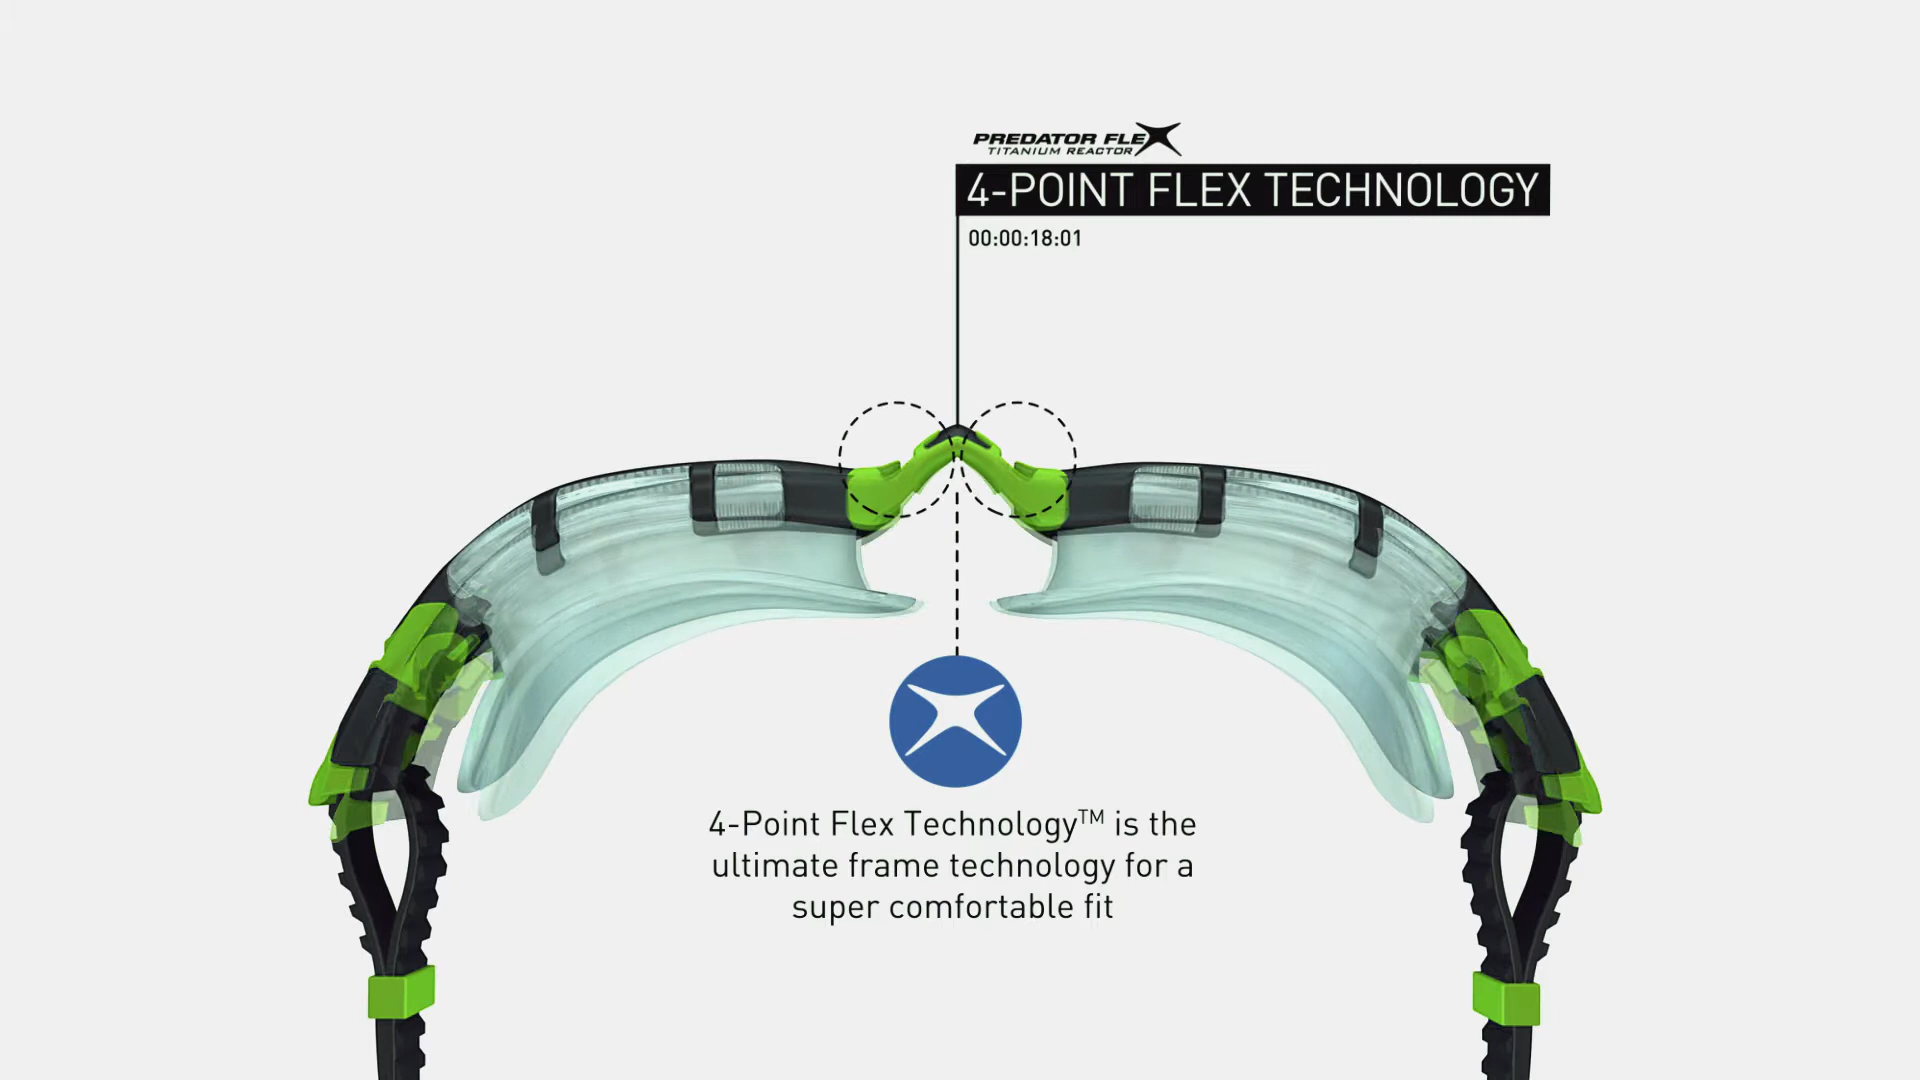 PREDATOR FLEX
TITANIUM REACTOR
4-POINT FLEX TECHNOLOGY
00:00:18:01
4-Point Flex Technology™ is the
ultimate frame technology for a
super comfortable fit